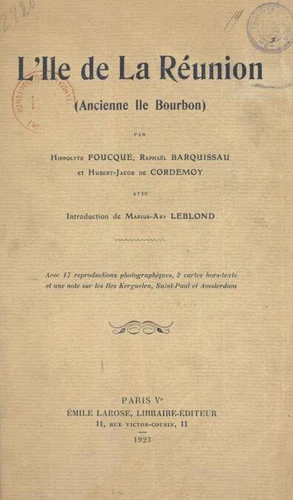 L'Ile de La Réunion
(Ancienne Ile Bourbon)
PAR
Hippolyte FOUCQUE, Raphaël BARQUISSAU
et Hubert-Jacob de CORDEMOY
AVEC
Introduction de Marius-Ary LEBLOND
Avec 17 reproductions photographiques, 2 cartes hors-texte
et une note sur les Iles Kerguelen, Saint-Paul et Amsterdam
PARIS Ve
ÉMILE LAROSE, LIBRAIRE-ÉDITEUR
11, RUE VICTOR-COUSIN, 11
1923